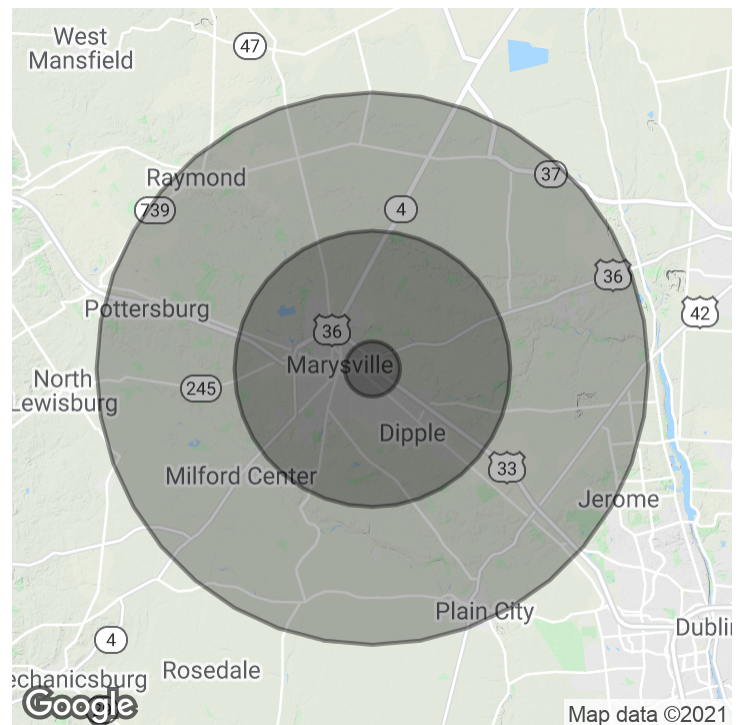 West
Mansfield
47
Raymond
37
739
4
36
Pottersburg
42
36
Marysville
North
Lewisburg
245
Dipple
33
Milford Center
Jerome
Plain City
4
Dublin
Rosedale
echanicsburg
Google
Map data ©2021